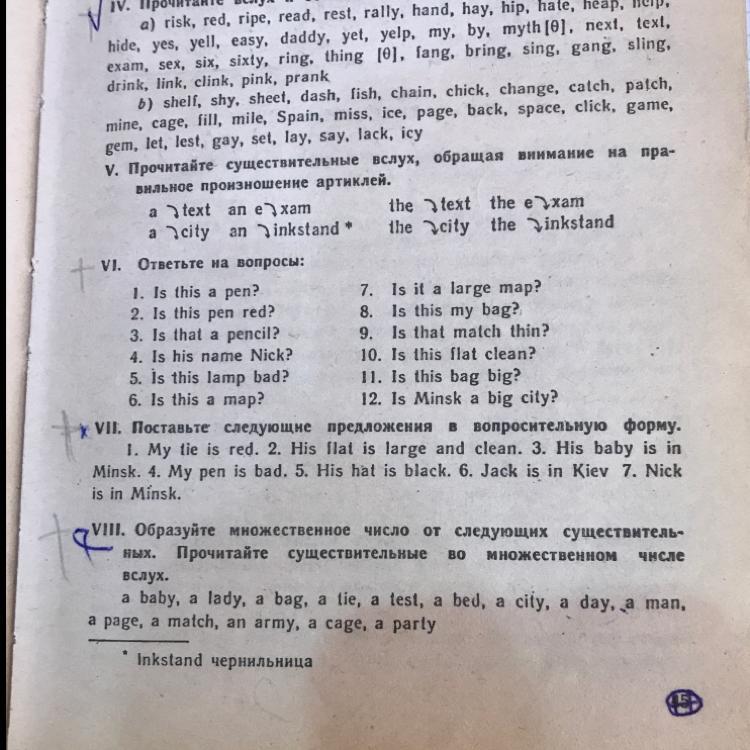 IV. Прочитайте вслух и
a) risk, red, ripe, read, rest, rally, hand, hay, hip, hate, heap, help,
hide, yes, yell, easy, daddy, yet, yelp, my, by, myth [θ], next, text,
exam, sex, six, sixty, ring, thing [θ], fang, bring, sing, gang, sling,
drink, link, clink, pink, prank
b) shelf, shy, sheet, dash, fish, chain, chick, change, catch, patch,
mine, cage, fill, mile, Spain, miss, ice, page, back, space, click, game,
gem, let, lest, gay, set, lay, say, lack, icy
V. Прочитайте существительные вслух, обращая внимание на пра-
вильное произношение артиклей.
a text an exam the text the exam
a city an inkstand * the city the inkstand
VI. Ответьте на вопросы:
1. Is this a pen?
2. Is this pen red?
3. Is that a pencil?
4. Is his name Nick?
5. Is this lamp bad?
6. Is this a map?
7. Is it a large map?
8. Is this my bag?
9. Is that match thin?
10. Is this flat clean?
11. Is this bag big?
12. Is Minsk a big city?
VII. Поставьте следующие предложения в вопросительную форму.
1. My tie is red. 2. His flat is large and clean. 3. His baby is in
Minsk. 4. My pen is bad. 5. His hat is black. 6. Jack is in Kiev 7. Nick
is in Minsk.
VIII. Образуйте множественное число от следующих существитель-
ных. Прочитайте существительные во множественном числе
вслух.
a baby, a lady, a bag, a tie, a test, a bed, a city, a day, a man,
a page, a match, an army, a cage, a party
* Inkstand чернильница